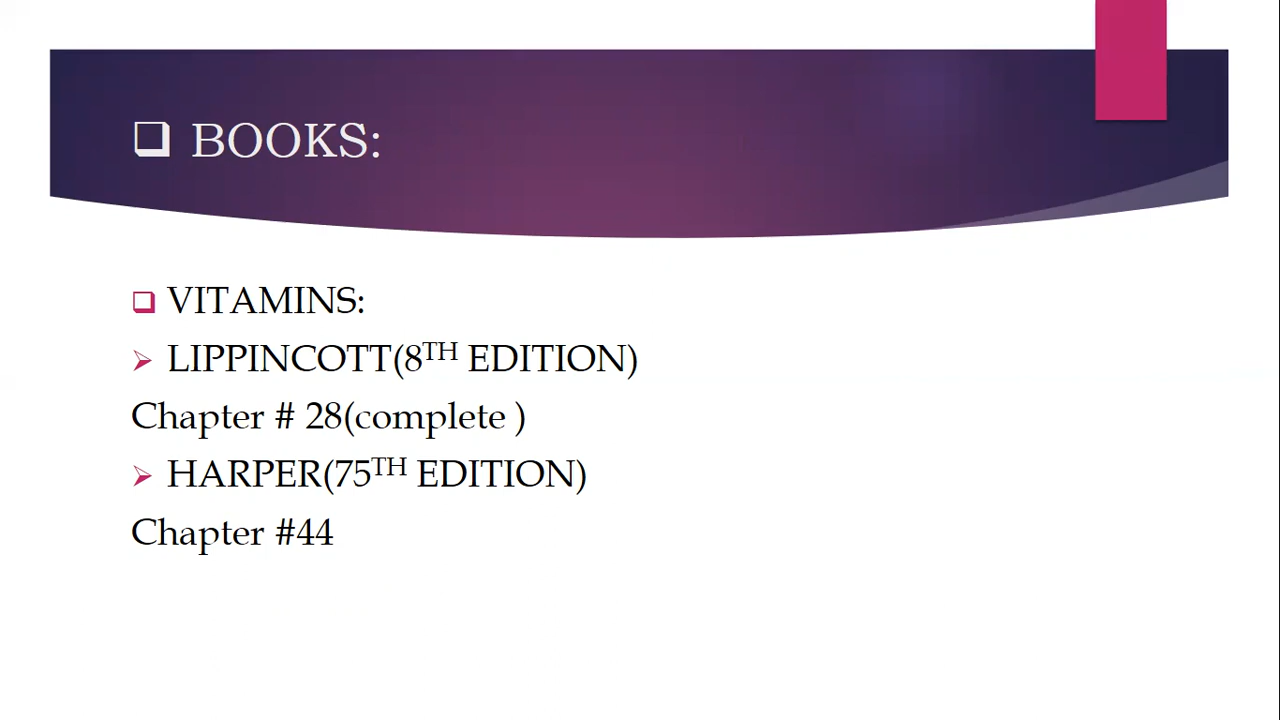 ❑ BOOKS:
❑ VITAMINS:
➢ LIPPINCOTT(8TH EDITION)
Chapter # 28(complete )
➢ HARPER(75TH EDITION)
Chapter #44